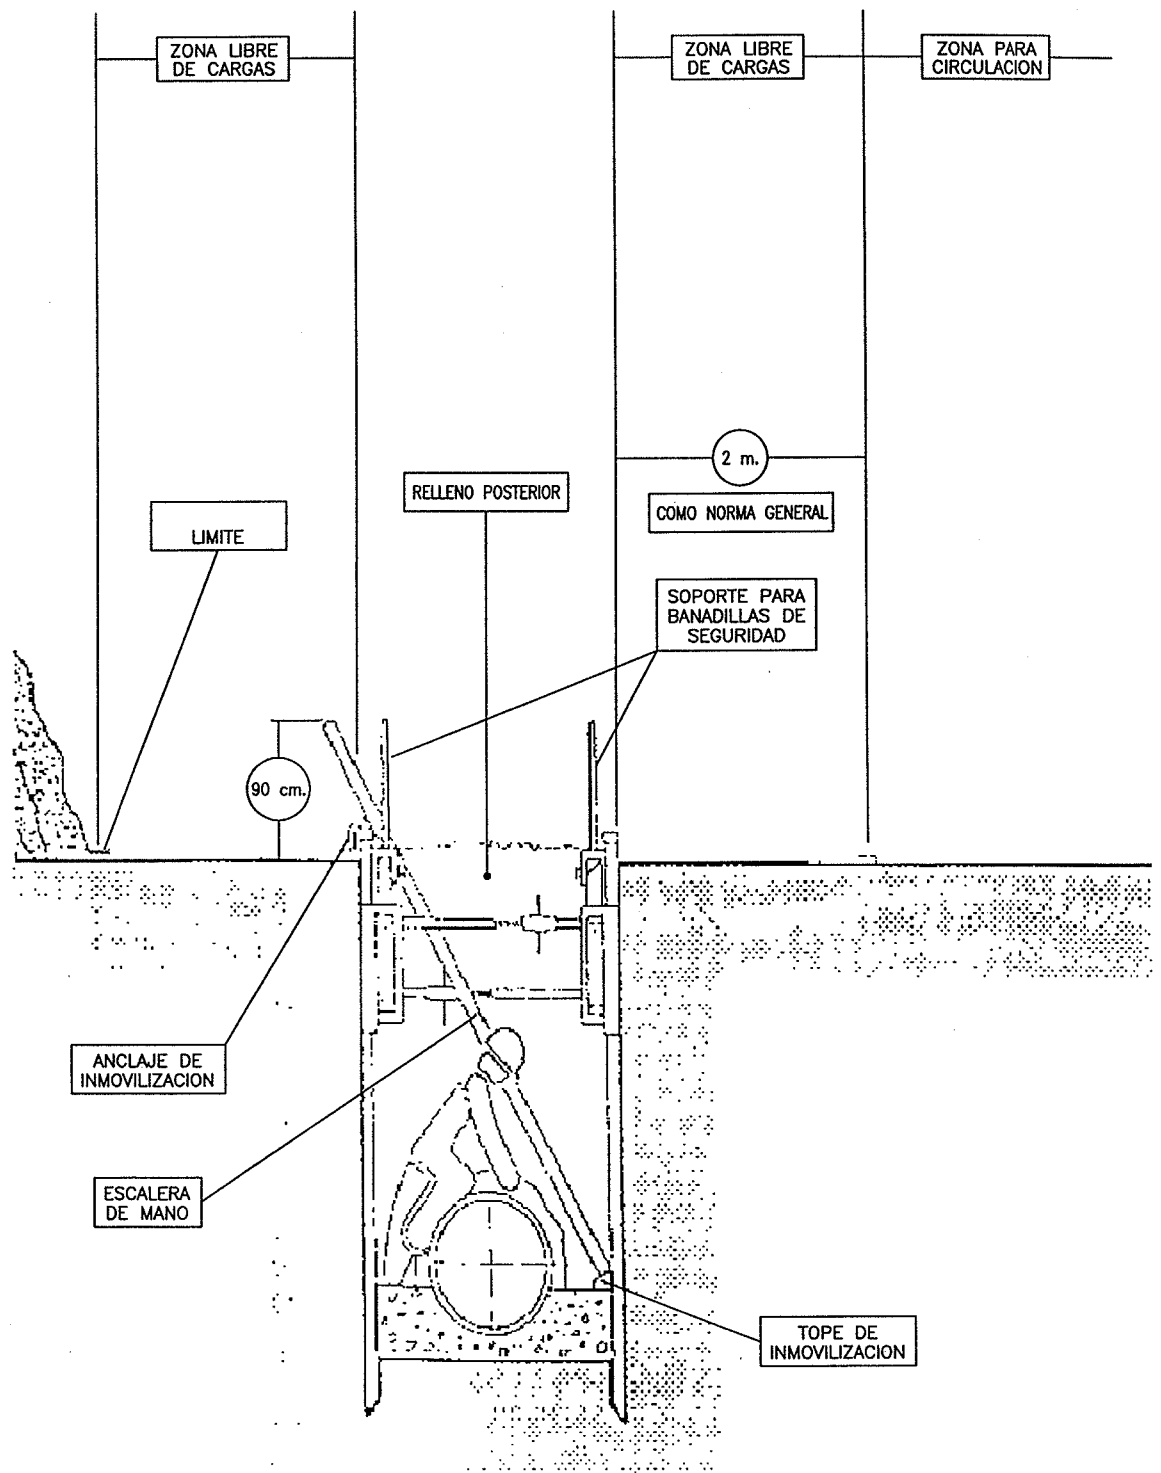 ZONA LIBRE
DE CARGAS
ZONA LIBRE
DE CARGAS
ZONA PARA
CIRCULACION
2 m.
COMO NORMA GENERAL
RELLENO POSTERIOR
LIMITE
SOPORTE PARA
BANADILLAS DE
SEGURIDAD
90 cm.
ANCLAJE DE
INMOVILIZACION
ESCALERA
DE MANO
TOPE DE
INMOVILIZACION